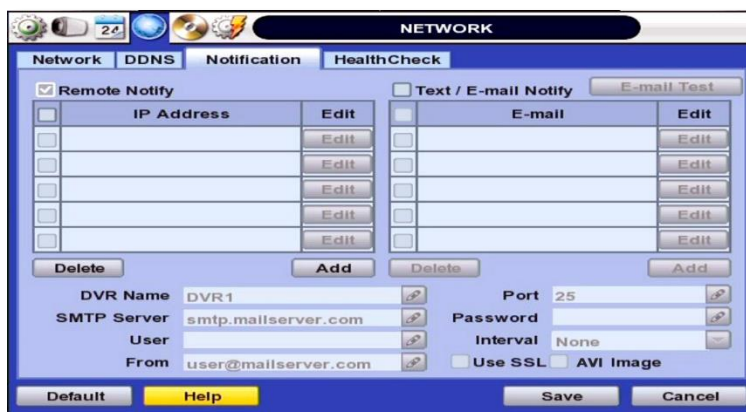 24
NETWORK
Network DDNS Notification HealthCheck
Remote Notify Text / E-mail Notify E-mail Test
IP Address Edit E-mail Edit
Edit Edit
Edit Edit
Edit Edit
Edit Edit
Edit Edit
Delete Add Delete Add
DVR Name DVR1 Port 25
SMTP Server smtp.mailserver.com Password
User Interval None
From user@mailserver.com Use SSL AVI Image
Default Help Save Cancel